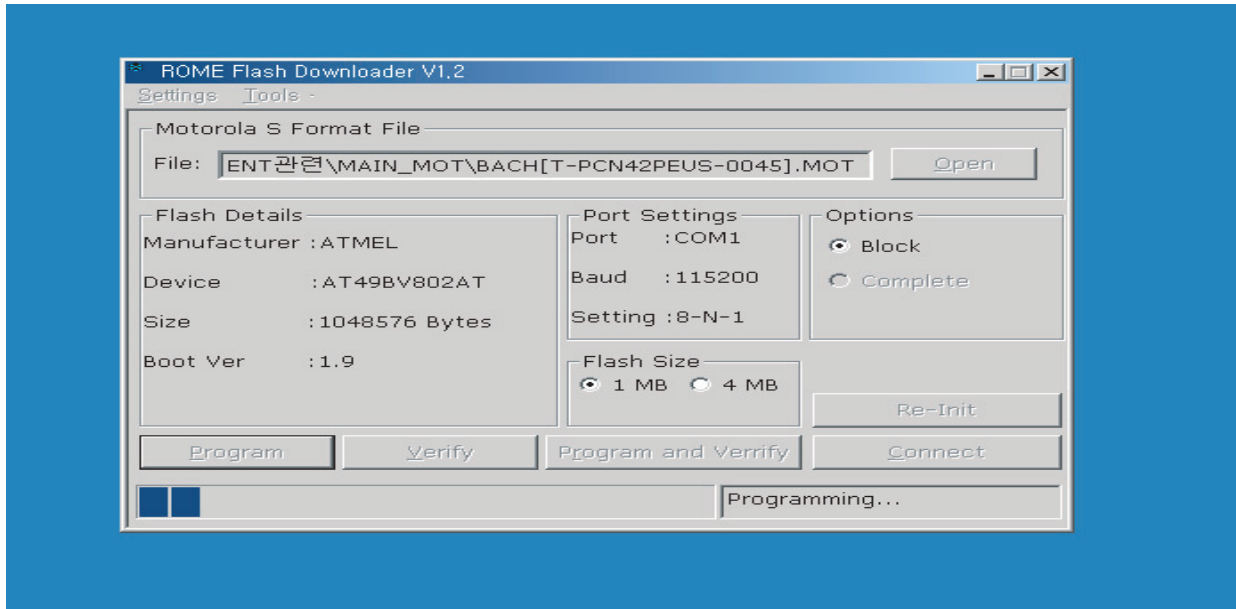 ROME Flash Downloader V1.2
Settings Tools -
Motorola S Format File
File: ENT관련\MAIN_MOT\BACH[T-PCN42PEUS-0045].MOT Open
Flash Details
Manufacturer :ATMEL
Device :AT49BV802AT
Size :1048576 Bytes
Boot Ver :1.9
Port Settings
Port :COM1
Baud :115200
Setting :8-N-1
Flash Size
1 MB 4 MB
Options
Block
Complete
Re-Init
Program Verify Program and Verrify Connect
Programming...